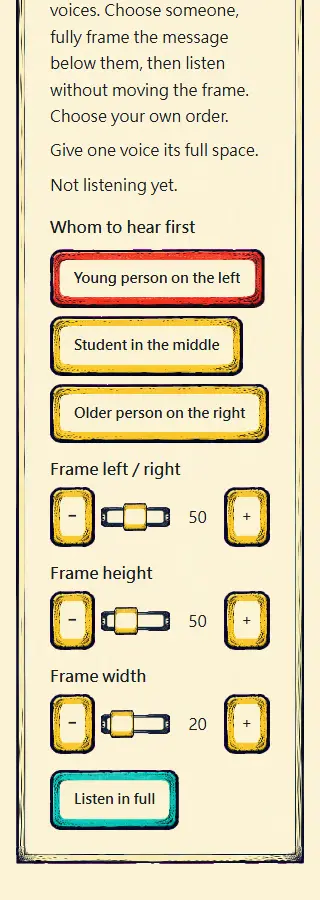 voices. Choose someone,
fully frame the message
below them, then listen
without moving the frame.
Choose your own order.
Give one voice its full space.
Not listening yet.
Whom to hear first
Young person on the left
Student in the middle
Older person on the right
Frame left / right
− 50 +
Frame height
− 50 +
Frame width
− 20 +
Listen in full